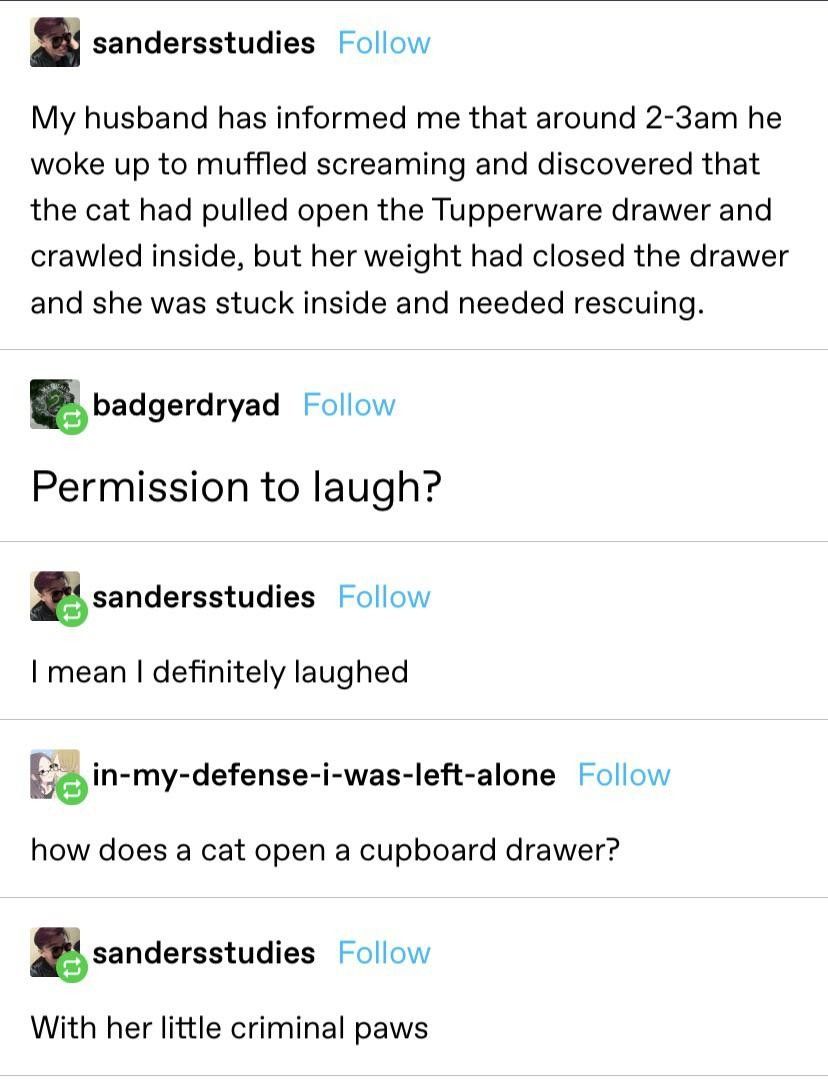 sandersstudies Follow
My husband has informed me that around 2-3am he
woke up to muffled screaming and discovered that
the cat had pulled open the Tupperware drawer and
crawled inside, but her weight had closed the drawer
and she was stuck inside and needed rescuing.
badgerdryad Follow
Permission to laugh?
sandersstudies Follow
I mean I definitely laughed
in-my-defense-i-was-left-alone Follow
how does a cat open a cupboard drawer?
sandersstudies Follow
With her little criminal paws